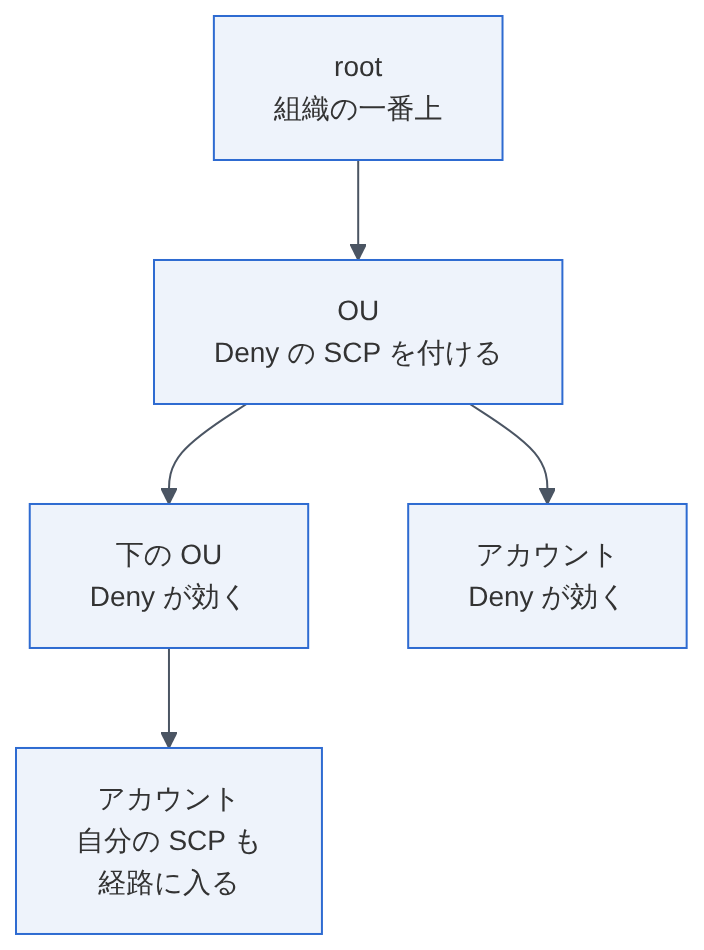 root
組織の一番上
OU
Deny の SCP を付ける
下の OU
Deny が効く
アカウント
Deny が効く
アカウント
自分の SCP も
経路に入る